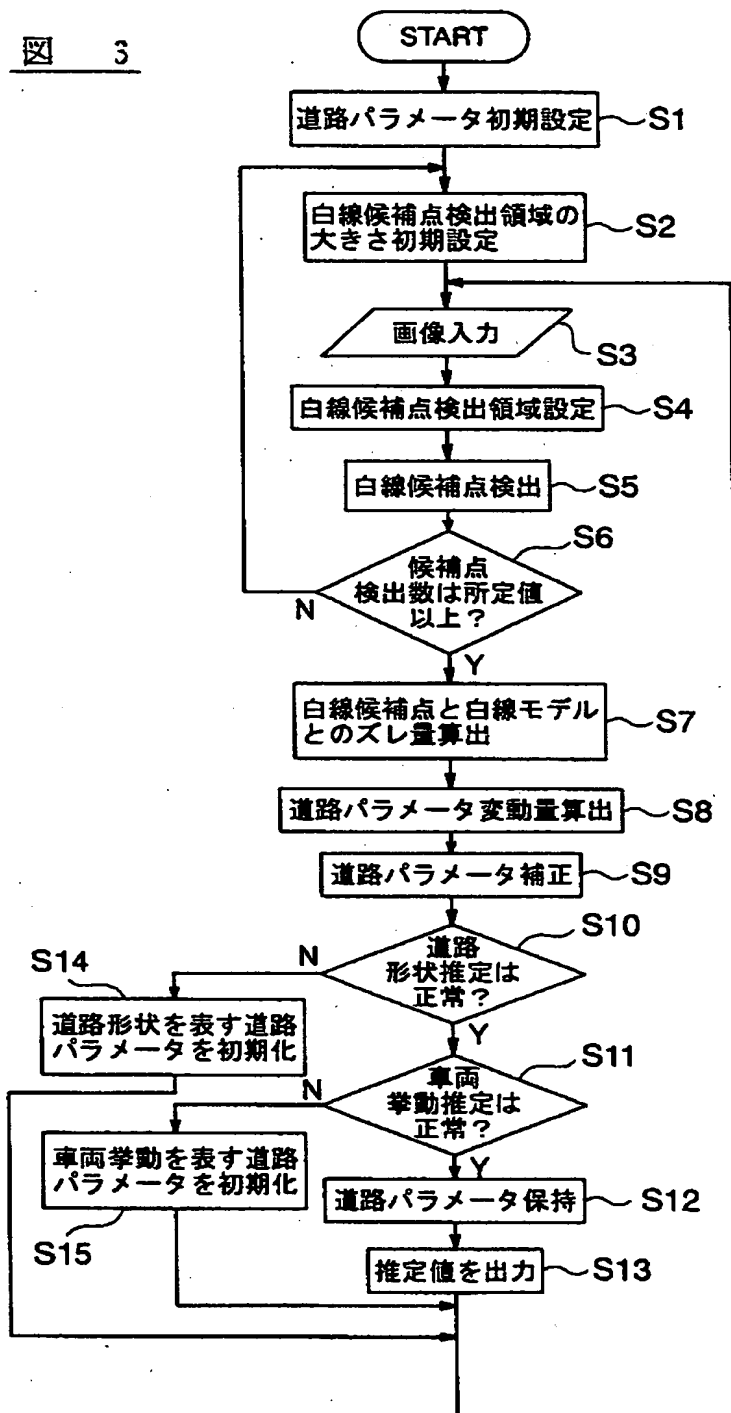 図 3
START
道路パラメータ初期設定
S1
白線候補点検出領域の
大きさ初期設定
S2
画像入力
S3
白線候補点検出領域設定
S4
白線候補点検出
S5
候補点
検出数は所定値
以上？
S6
N
Y
白線候補点と白線モデル
とのズレ量算出
S7
道路パラメータ変動量算出
S8
道路パラメータ補正
S9
道路
形状推定は
正常？
S10
N
Y
S14
道路形状を表す道路
パラメータを初期化
車両
挙動推定は
正常？
S11
N
Y
車両挙動を表す道路
パラメータを初期化
S15
道路パラメータ保持
S12
推定値を出力
S13